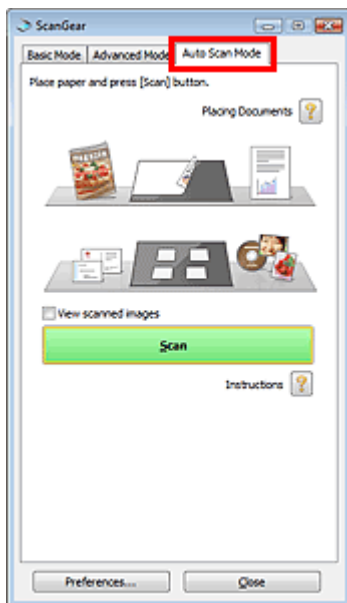 ScanGear
Basic Mode Advanced Mode Auto Scan Mode
Place paper and press [Scan] button.
Placing Documents ?
View scanned images
Scan
Instructions ?
Preferences... Close